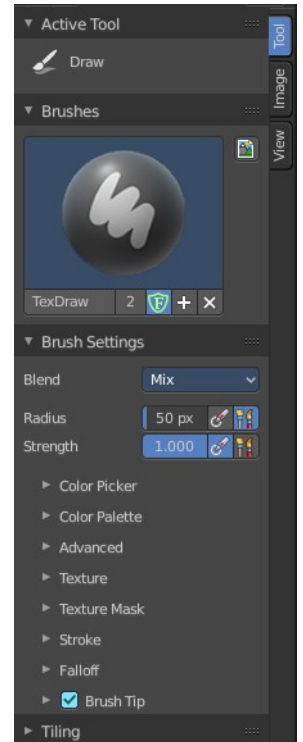 Active Tool
Draw
Brushes
TexDraw 2 F
Brush Settings
Blend Mix
Radius 50 px
Strength 1.000
Color Picker
Color Palette
Advanced
Texture
Texture Mask
Stroke
Falloff
Brush Tip
Tiling
Tool
Image
View